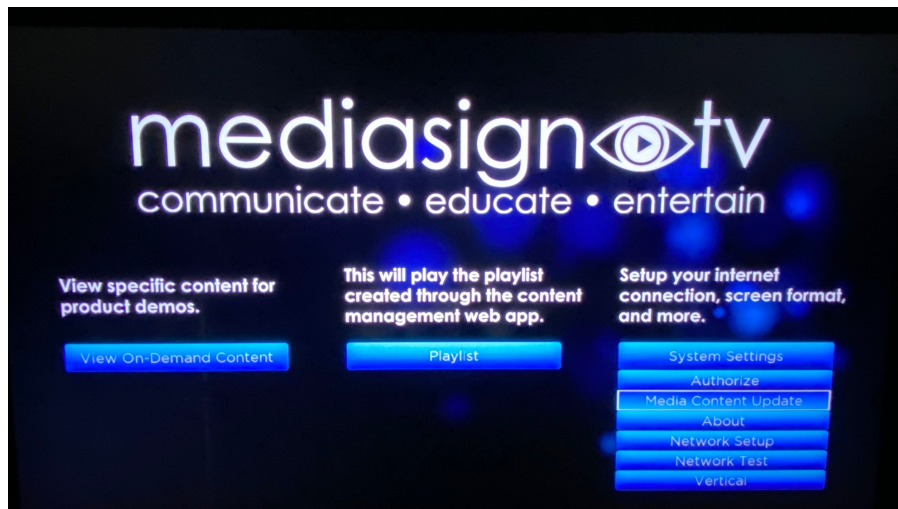 mediasign tv
communicate • educate • entertain
View specific content for
product demos.
View On-Demand Content
This will play the playlist
created through the content
management web app.
Playlist
Setup your internet
connection, screen format,
and more.
System Settings
Authorize
Media Content Update
About
Network Setup
Network Test
Vertical